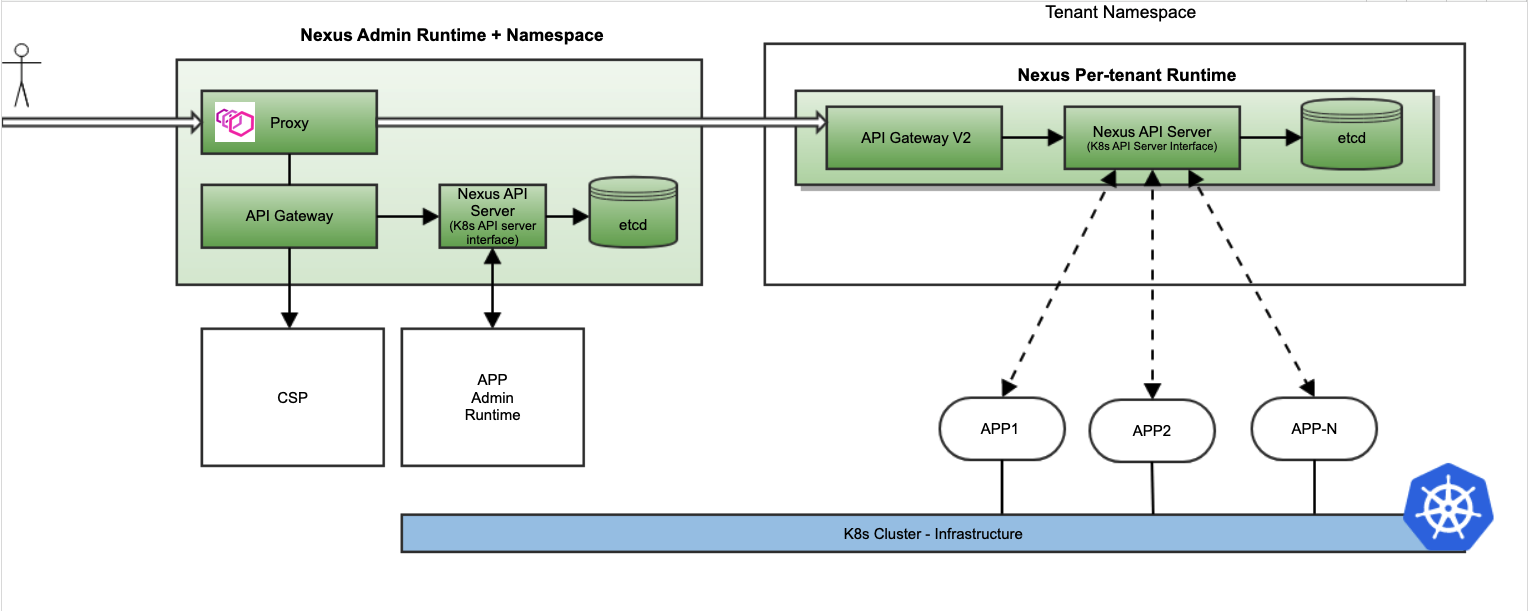 Tenant Namespace
Nexus Admin Runtime + Namespace
Nexus Per-tenant Runtime
Proxy
API Gateway V2
Nexus API Server
(K8s API Server Interface)
etcd
API Gateway
Nexus API
Server
(K8s API server
interface)
etcd
CSP
APP
Admin
Runtime
APP1
APP2
APP-N
K8s Cluster - Infrastructure